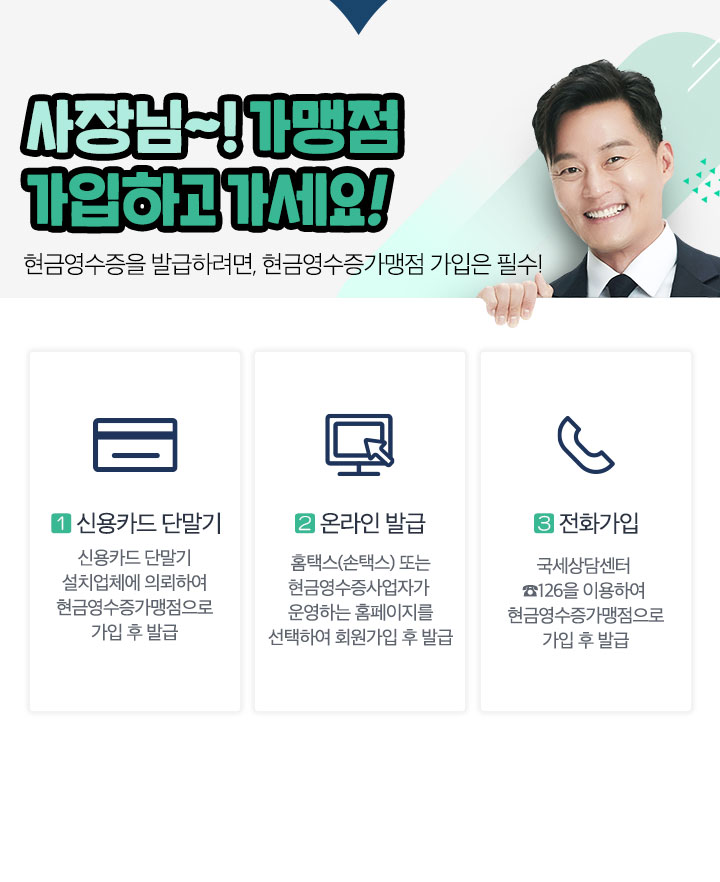 사장님~! 가맹점
가입하고 가세요!
현금영수증을 발급하려면, 현금영수증가맹점 가입은 필수!
1 신용카드 단말기
신용카드 단말기
설치업체에 의뢰하여
현금영수증가맹점으로
가입 후 발급
2 온라인 발급
홈택스(손택스) 또는
현금영수증사업자가
운영하는 홈페이지를
선택하여 회원가입 후 발급
3 전화가입
국세상담센터
☎126을 이용하여
현금영수증가맹점으로
가입 후 발급